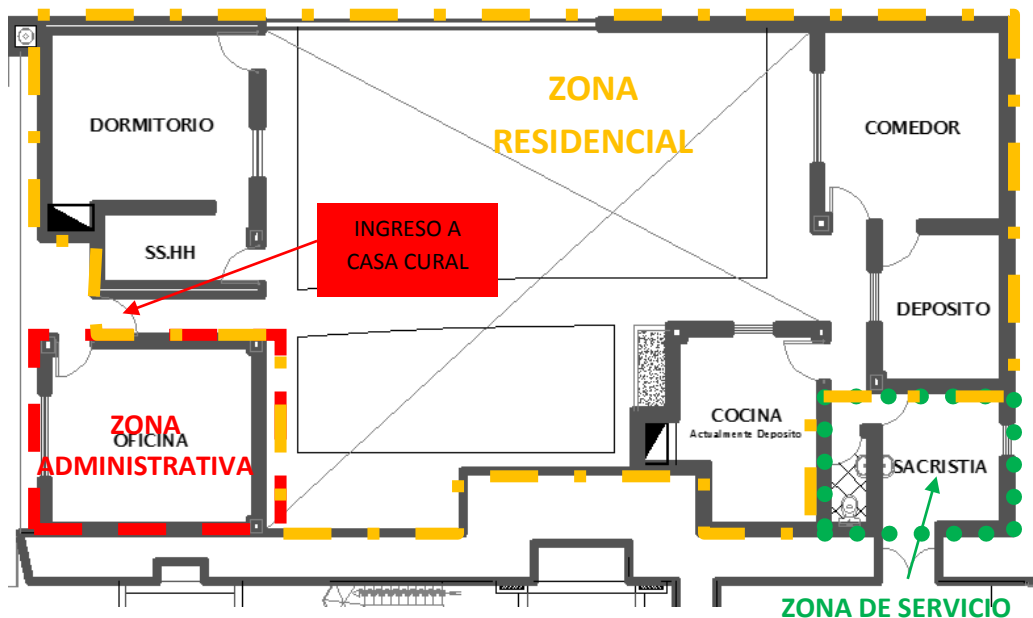 ZONA
RESIDENCIAL
DORMITORIO
COMEDOR
INGRESO A
CASA CURAL
SS.HH
DEPOSITO
ZONA
OFICINA
ADMINISTRATIVA
COCINA
Actualmente Deposito
SACRISTIA
ZONA DE SERVICIO